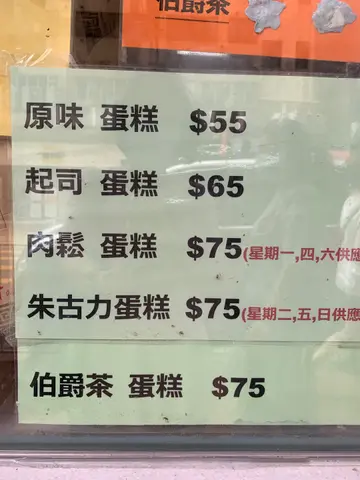 伯爵茶
原味 蛋糕 $55
起司 蛋糕 $65
肉鬆 蛋糕 $75(星期一,四,六供應
朱古力蛋糕 $75(星期二,五,日供應
伯爵茶 蛋糕 $75